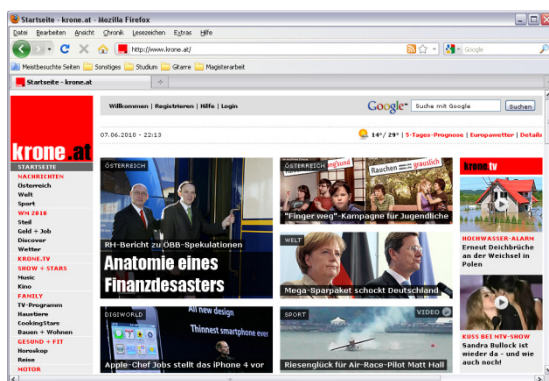 Startseite - krone.at - Mozilla Firefox
Datei Bearbeiten Ansicht Chronik Lesezeichen Extras Hilfe
http://www.krone.at/
Google
Meistbesuchte Seiten Sonstiges Studium Gitarre Magisterarbeit
Startseite - krone.at
Willkommen | Registrieren | Hilfe | Login
Google Suche mit Google Suchen
07.06.2010 - 22:13
14°/ 29° | 5-Tages-Prognose | Europawetter | Details
krone.at
STARTSEITE
NACHRICHTEN
Österreich
Welt
Sport
WM 2010
Steil
Geld + Job
Discover
Wetter
KRONE.TV
SHOW + STARS
Music
Kino
FAMILY
TV-Programm
Haustiere
CookingStars
Bauen + Wohnen
GESUND + FIT
Horoskop
Reise
MOTOR
ÖSTERREICH
RH-Bericht zu ÖBB-Spekulationen
Anatomie eines
Finanzdesasters
ÖSTERREICH
Rauchen
grauslich
"Finger weg"-Kampagne für Jugendliche
WELT
Mega-Sparpaket schockt Deutschland
DIGIWORLD
All new design
Thinnest smartphone ever
Apple-Chef Jobs stellt das iPhone 4 vor
SPORT
VIDEO
Riesenglück für Air-Race-Pilot Matt Hall
krone.tv
HOCHWASSER-ALARM
Erneut Deichbrüche
an der Weichsel in
Polen
KUSS BEI MTV-SHOW
Sandra Bullock ist
wieder da - und wie
auch noch!